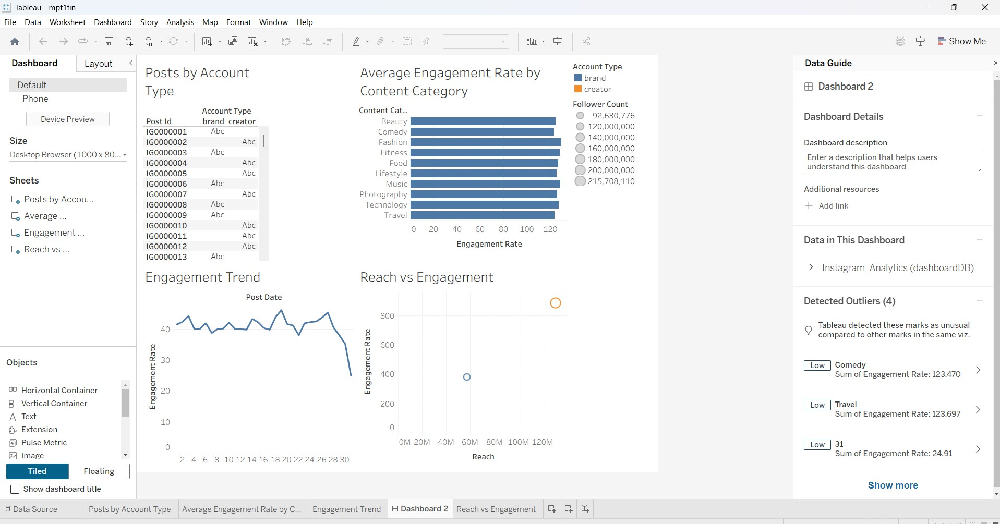 Tableau - mpt1fin
File Data Worksheet Dashboard Story Analysis Map Format Window Help
Show Me
Dashboard Layout
Default
Phone
Device Preview
Size
Desktop Browser (1000 x 80...
Sheets
Posts by Accou...
Average ...
Engagement ...
Reach vs ...
Objects
Horizontal Container
Vertical Container
Text
Extension
Pulse Metric
Image
Tiled Floating
Show dashboard title
Posts by Account
Type
Account Type
Post Id brand creator
IG0000001 Abc
IG0000002 Abc
IG0000003 Abc
IG0000004 Abc
IG0000005 Abc
IG0000006 Abc
IG0000007 Abc
IG0000008 Abc
IG0000009 Abc
IG0000010 Abc
IG0000011 Abc
IG0000012 Abc
IG0000013 Abc
Average Engagement Rate by
Content Category
Content Cat..
Beauty
Comedy
Fashion
Fitness
Food
Lifestyle
Music
Photography
Technology
Travel
0 20 40 60 80 100 120
Engagement Rate
Account Type
brand
creator
Follower Count
92,630,776
120,000,000
140,000,000
160,000,000
180,000,000
200,000,000
215,708,110
Engagement Trend
Post Date
40
30
20
10
0
Engagement Rate
2 4 6 8 10 12 14 16 18 20 22 24 26 28 30
Reach vs Engagement
800
600
400
200
0
Engagement Rate
0M 20M 40M 60M 80M 100M 120M
Reach
Data Guide
Dashboard 2
Dashboard Details
Dashboard description
Enter a description that helps users
understand this dashboard
Additional resources
Add link
Data in This Dashboard
Instagram_Analytics (dashboardDB)
Detected Outliers (4)
Tableau detected these marks as unusual
compared to other marks in the same viz.
Low Comedy
Sum of Engagement Rate: 123.470
Low Travel
Sum of Engagement Rate: 123.697
Low 31
Sum of Engagement Rate: 24.91
Show more
Data Source Posts by Account Type Average Engagement Rate by C... Engagement Trend Dashboard 2 Reach vs Engagement